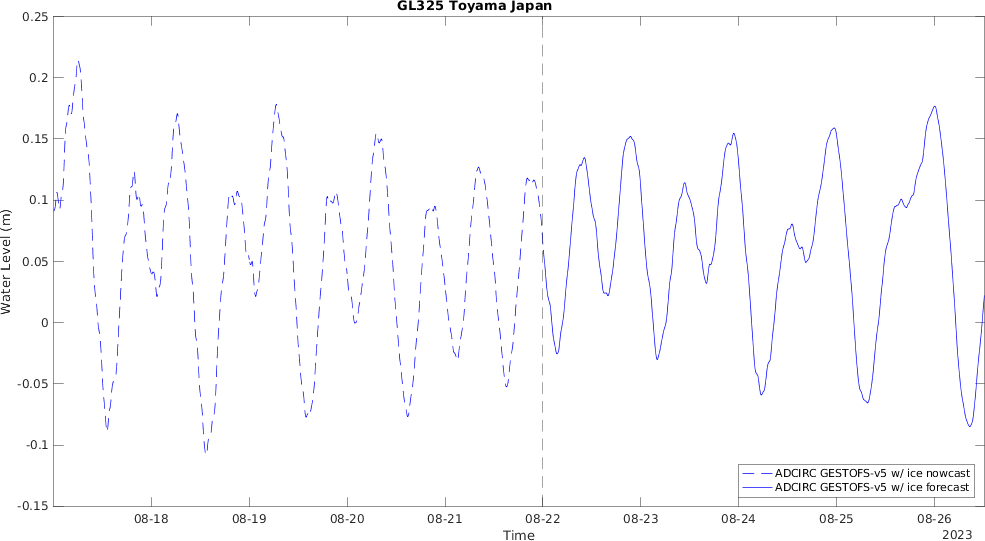 GL325 Toyama Japan
0.25
0.2
0.15
0.1
0.05
0
-0.05
-0.1
-0.15
Water Level (m)
ADCIRC GESTOFS-v5 w/ ice nowcast
ADCIRC GESTOFS-v5 w/ ice forecast
08-18 08-19 08-20 08-21 08-22 08-23 08-24 08-25 08-26
Time
2023